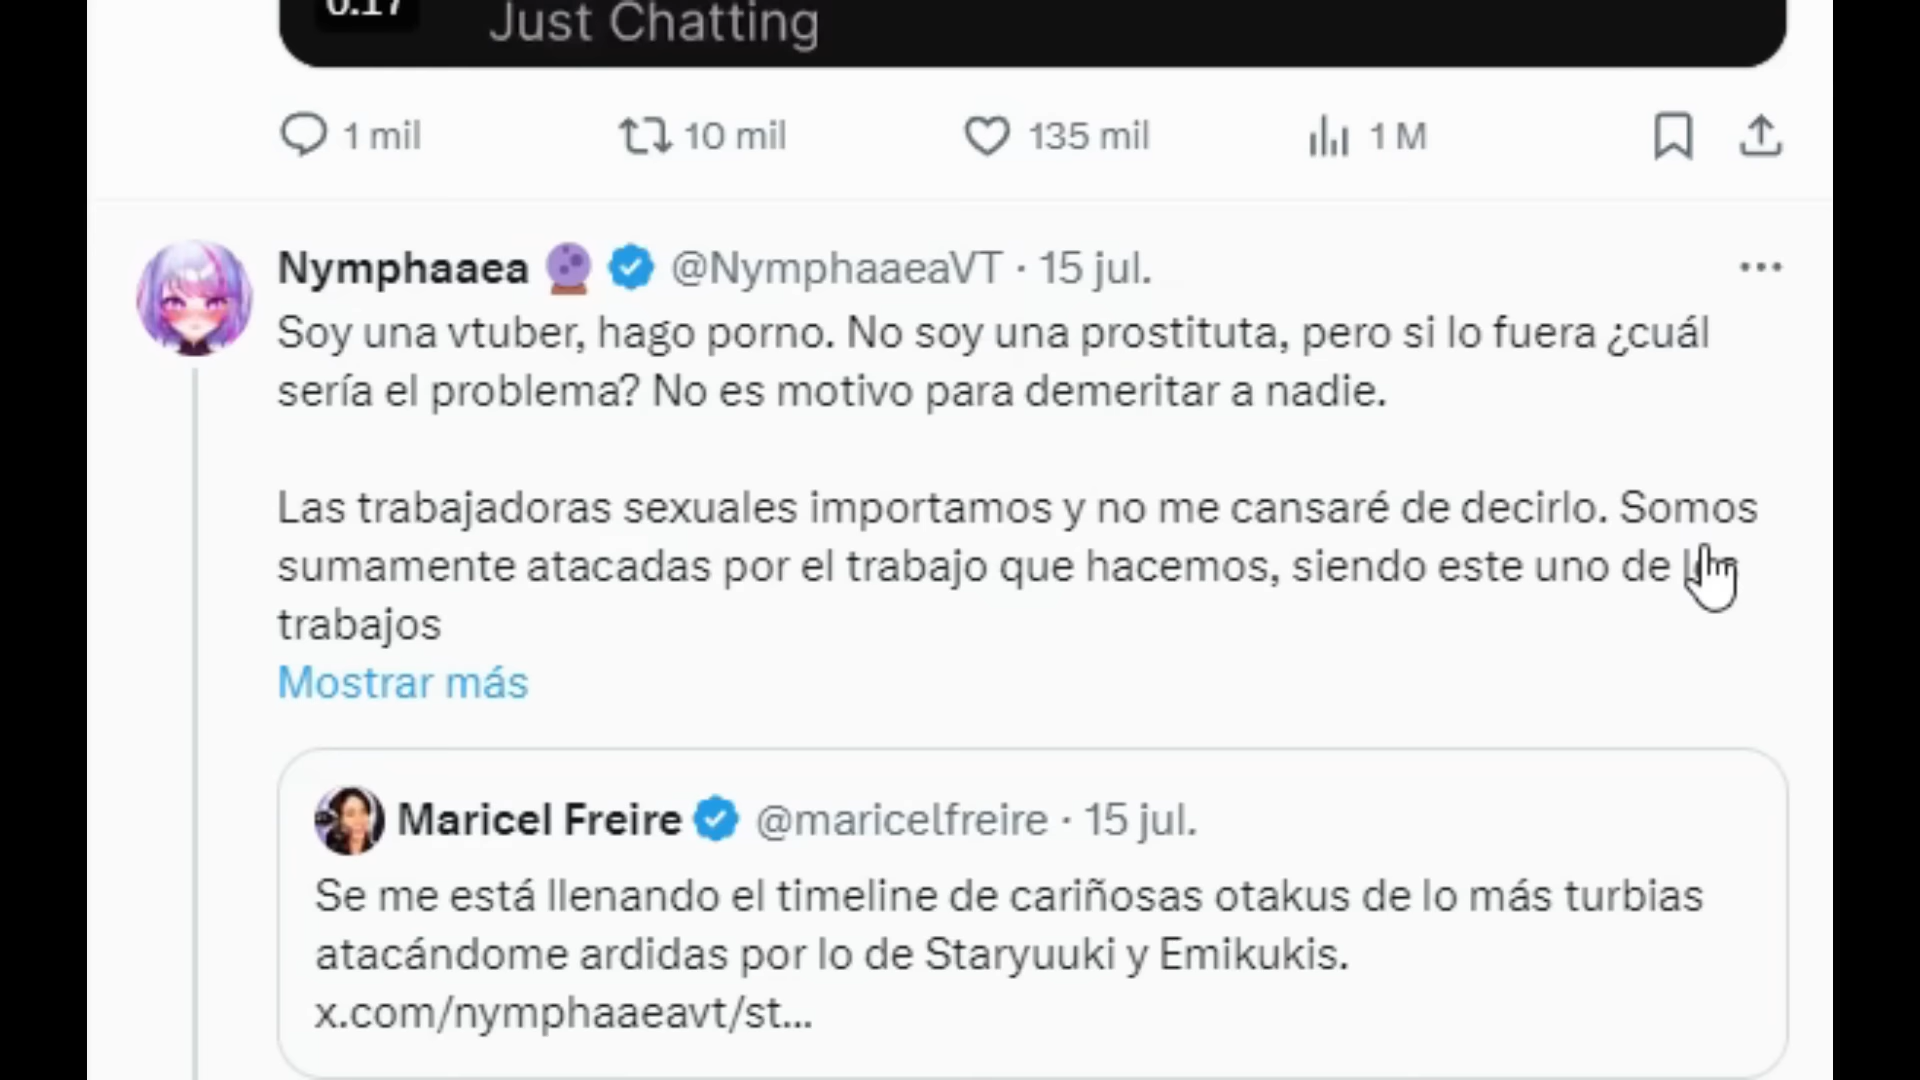 0:17
Just Chatting
1 mil 10 mil 135 mil 1 M
Nymphaaea @NymphaaeaVT · 15 jul.
Soy una vtuber, hago porno. No soy una prostituta, pero si lo fuera ¿cuál
sería el problema? No es motivo para demeritar a nadie.
Las trabajadoras sexuales importamos y no me cansaré de decirlo. Somos
sumamente atacadas por el trabajo que hacemos, siendo este uno de
trabajos
Mostrar más
Maricel Freire @maricelfreire · 15 jul.
Se me está llenando el timeline de cariñosas otakus de lo más turbias
atacándome ardidas por lo de Staryuuki y Emikukis.
x.com/nymphaaeavt/st...